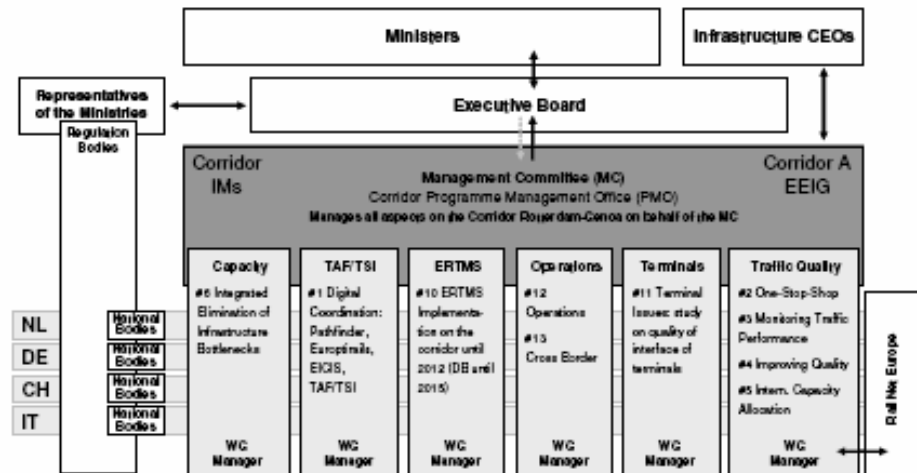 Ministers
Infrastructure CEOs
Representatives
of the Ministries
Executive Board
Regulation
Bodies
Corridor
IMs
Management Committee (MC)
Corridor Programme Management Office (PMO)
Manages all aspects on the Corridor Rotterdam-Genoa on behalf of the MC
Corridor A
EEIG
Capacity
#6 Integrated
Elimination of
Infrastructure
Bottlenecks
WG
Manager
TAF/TSI
#1 Digital
Coordination:
Pathfinder,
Europtirails,
EICIS,
TAF/TSI
WG
Manager
ERTMS
#10 ERTMS
Implementa-
tion on the
corridor until
2012 (DB until
2015)
WG
Manager
Operations
#12
Operations
#13
Cross Border
WG
Manager
Terminals
#11 Terminal
Issues: study
on quality of
interface of
terminals
WG
Manager
Traffic Quality
#2 One-Stop-Shop
#3 Monitoring Traffic
Performance
#4 Improving Quality
#5 Intern. Capacity
Allocation
WG
Manager
NL
National
Bodies
DE
National
Bodies
CH
National
Bodies
IT
National
Bodies
Rail Net Europe